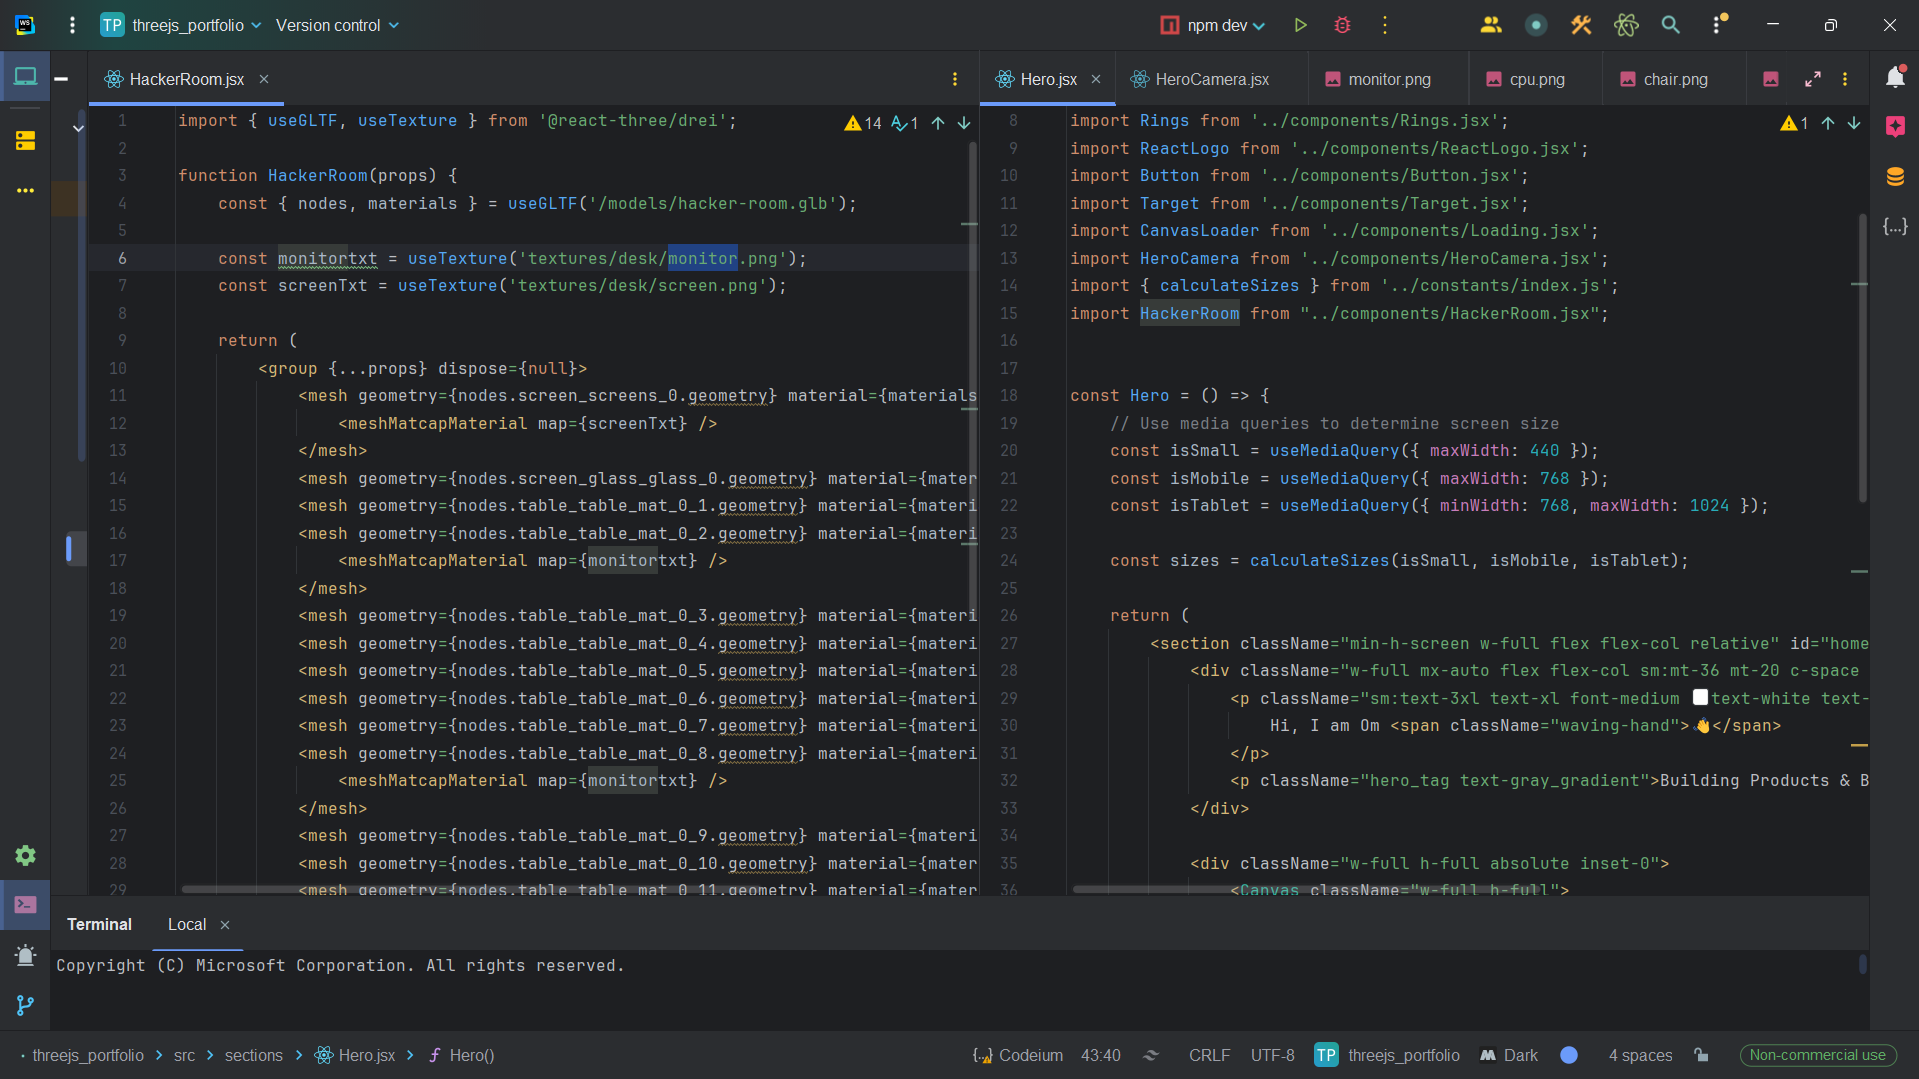 WS
TP threejs_portfolio Version control
npm dev
HackerRoom.jsx
1 import { useGLTF, useTexture } from '@react-three/drei';
14 1
2
3 function HackerRoom(props) {
4 const { nodes, materials } = useGLTF('/models/hacker-room.glb');
5
6 const monitortxt = useTexture('textures/desk/monitor.png');
7 const screenTxt = useTexture('textures/desk/screen.png');
8
9 return (
10 <group {...props} dispose={null}>
11 <mesh geometry={nodes.screen_screens_0.geometry} material={materials
12 <meshMatcapMaterial map={screenTxt} />
13 </mesh>
14 <mesh geometry={nodes.screen_glass_glass_0.geometry} material={mater
15 <mesh geometry={nodes.table_table_mat_0_1.geometry} material={materi
16 <mesh geometry={nodes.table_table_mat_0_2.geometry} material={materi
17 <meshMatcapMaterial map={monitortxt} />
18 </mesh>
19 <mesh geometry={nodes.table_table_mat_0_3.geometry} material={materi
20 <mesh geometry={nodes.table_table_mat_0_4.geometry} material={materi
21 <mesh geometry={nodes.table_table_mat_0_5.geometry} material={materi
22 <mesh geometry={nodes.table_table_mat_0_6.geometry} material={materi
23 <mesh geometry={nodes.table_table_mat_0_7.geometry} material={materi
24 <mesh geometry={nodes.table_table_mat_0_8.geometry} material={materi
25 <meshMatcapMaterial map={monitortxt} />
26 </mesh>
27 <mesh geometry={nodes.table_table_mat_0_9.geometry} material={materi
28 <mesh geometry={nodes.table_table_mat_0_10.geometry} material={mater
29 <mesh geometry={nodes.table_table_mat_0_11.geometry} material={mater
Hero.jsx HeroCamera.jsx monitor.png cpu.png chair.png
8 import Rings from '../components/Rings.jsx';
1
9 import ReactLogo from '../components/ReactLogo.jsx';
10 import Button from '../components/Button.jsx';
11 import Target from '../components/Target.jsx';
12 import CanvasLoader from '../components/Loading.jsx';
13 import HeroCamera from '../components/HeroCamera.jsx';
14 import { calculateSizes } from '../constants/index.js';
15 import HackerRoom from "../components/HackerRoom.jsx";
16
17
18 const Hero = () => {
19 // Use media queries to determine screen size
20 const isSmall = useMediaQuery({ maxWidth: 440 });
21 const isMobile = useMediaQuery({ maxWidth: 768 });
22 const isTablet = useMediaQuery({ minWidth: 768, maxWidth: 1024 });
23
24 const sizes = calculateSizes(isSmall, isMobile, isTablet);
25
26 return (
27 <section className="min-h-screen w-full flex flex-col relative" id="home
28 <div className="w-full mx-auto flex flex-col sm:mt-36 mt-20 c-space
29 <p className="sm:text-3xl text-xl font-medium text-white text-
30 Hi, I am Om <span className="waving-hand">👋</span>
31 </p>
32 <p className="hero_tag text-gray_gradient">Building Products & B
33 </div>
34
35 <div className="w-full h-full absolute inset-0">
36 <Canvas className="w-full h-full">
Terminal Local
Copyright (C) Microsoft Corporation. All rights reserved.
threejs_portfolio > src > sections > Hero.jsx > Hero()
{...} Codeium 43:40 CRLF UTF-8 TP threejs_portfolio Dark 4 spaces Non-commercial use